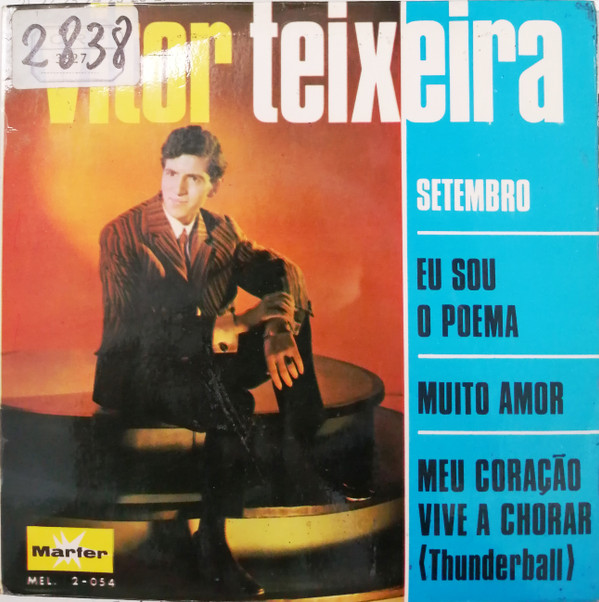 2838
vitor teixeira
SETEMBRO
EU SOU
O POEMA
MUITO AMOR
MEU CORAÇÃO
VIVE A CHORAR
(Thunderball)
Marfer
MEL. 2-054